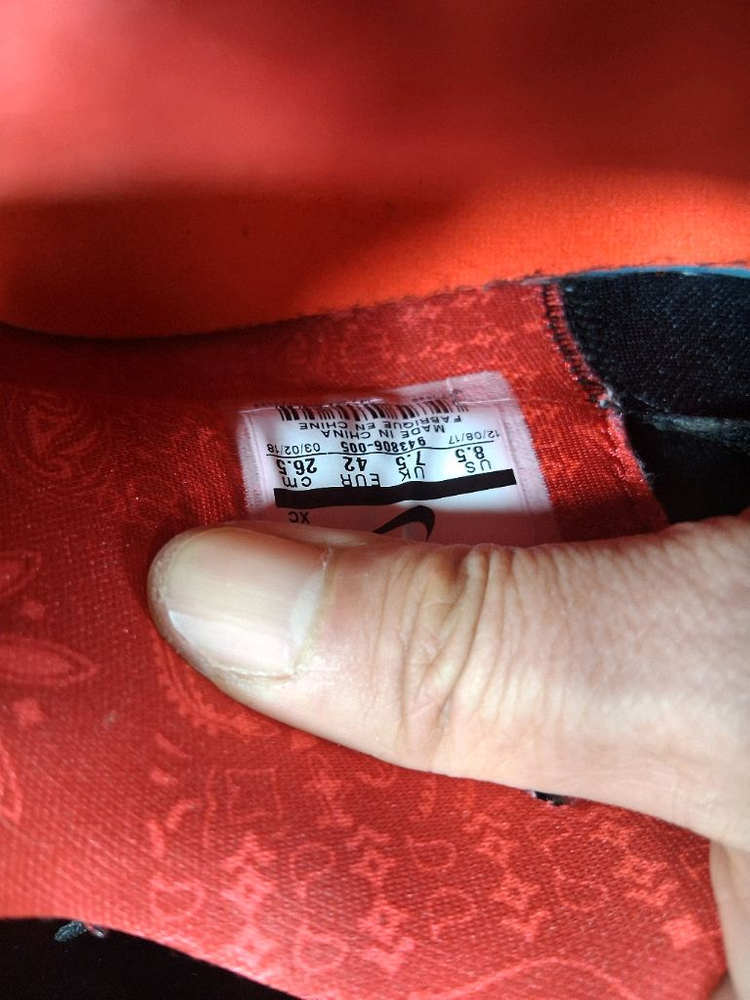 XC
US UK EUR cm
8.5 7.5 42 26.5
12/08/17 03/02/18
943806-005
MADE IN CHINA
FABRIQUE EN CHINE